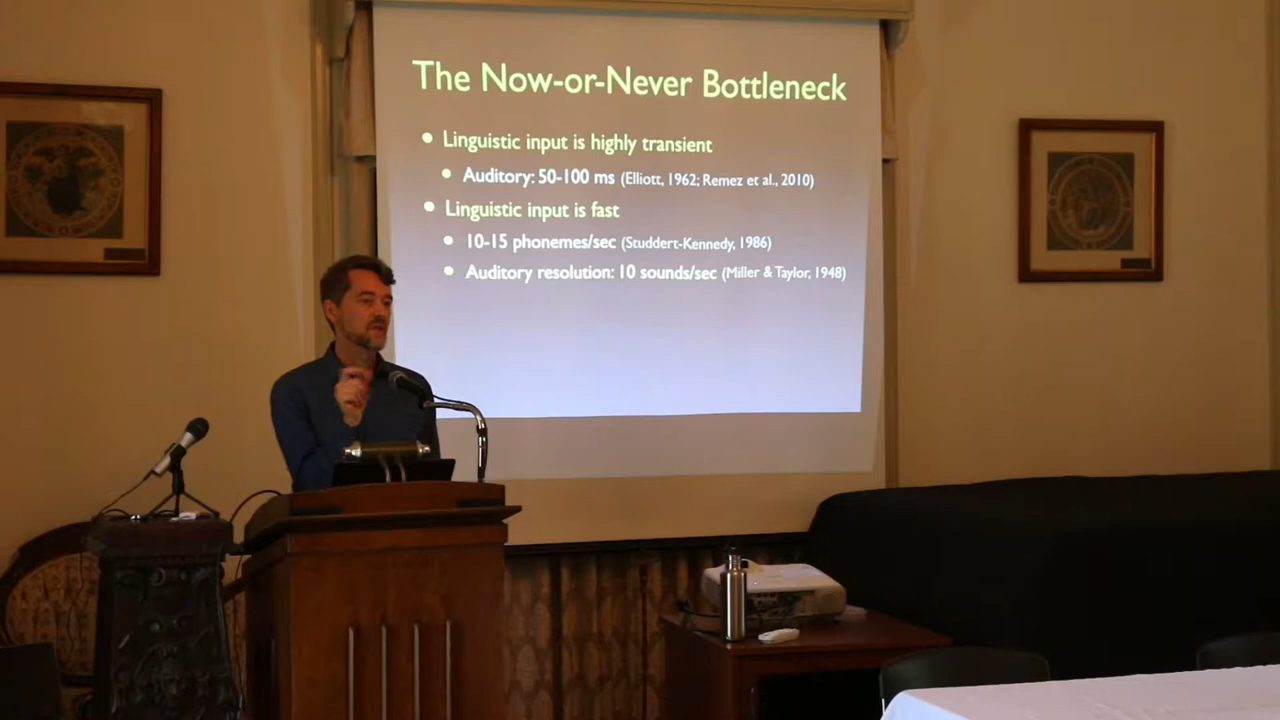 The Now-or-Never Bottleneck
• Linguistic input is highly transient
• Auditory: 50-100 ms (Elliott, 1962; Remez et al., 2010)
• Linguistic input is fast
• 10-15 phonemes/sec (Studdert-Kennedy, 1986)
• Auditory resolution: 10 sounds/sec (Miller & Taylor, 1948)